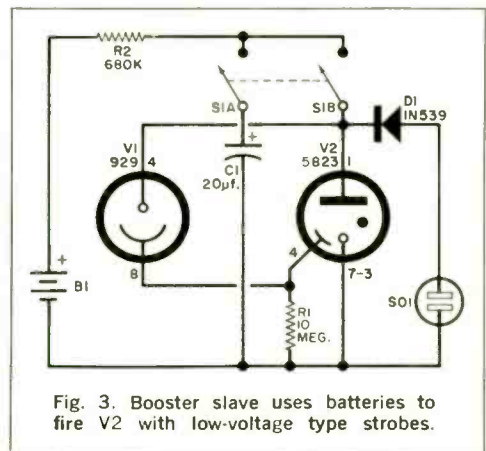 R2
680K
S1A
S1B
D1
1N539
V1
929
4
C1
20µf.
V2
5823
1
4
8
7-3
B1
R1
10
MEG.
SO1
Fig. 3. Booster slave uses batteries to
fire V2 with low-voltage type strobes.